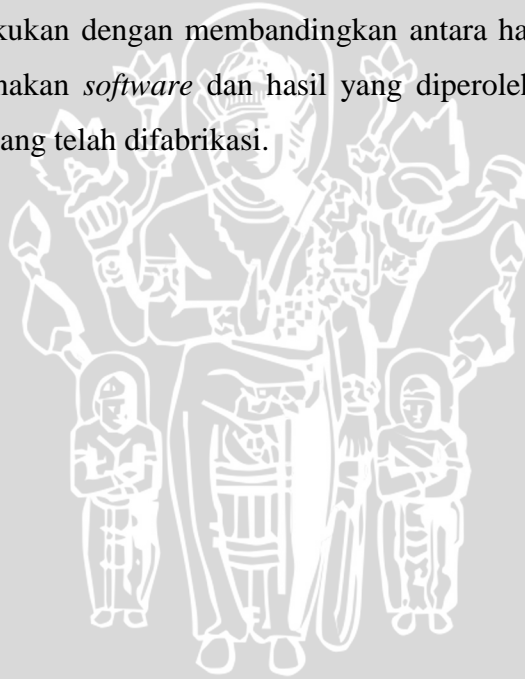 kukan dengan membandingkan antara ha
nakan software dan hasil yang diperoleh
ang telah difabrikasi.